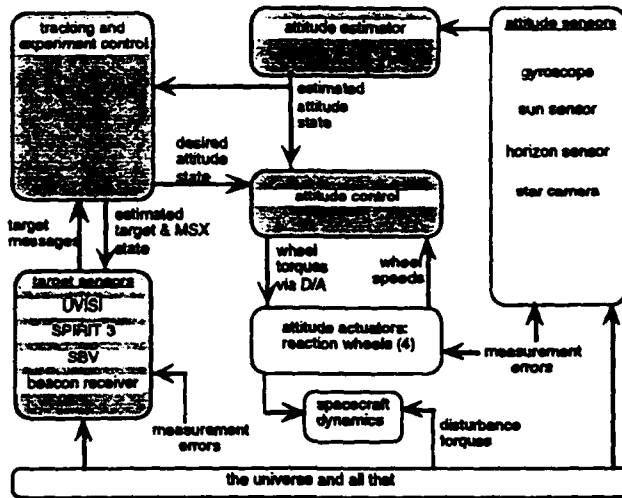 tracking and
experiment control
attitude estimator
attitude sensors
gyroscope
sun sensor
horizon sensor
star camera
estimated
attitude
state
desired
attitude
state
attitude control
target
messages
estimated
target & MSX
state
wheel
torques
via D/A
wheel
speeds
target sensors
UVISI
SPIRIT 3
SBV
beacon receiver
attitude actuators:
reaction wheels (4)
measurement
errors
spacecraft
dynamics
measurement
errors
disturbance
torques
the universe and all that